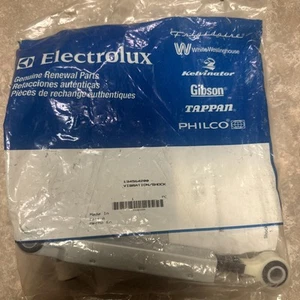 Electrolux
Genuine Renewal Parts
Refacciones auténticas
Pièces de rechange authentiques
Frigidaire
White-Westinghouse
Kelvinator
Gibson
TAPPAN
PHILCO